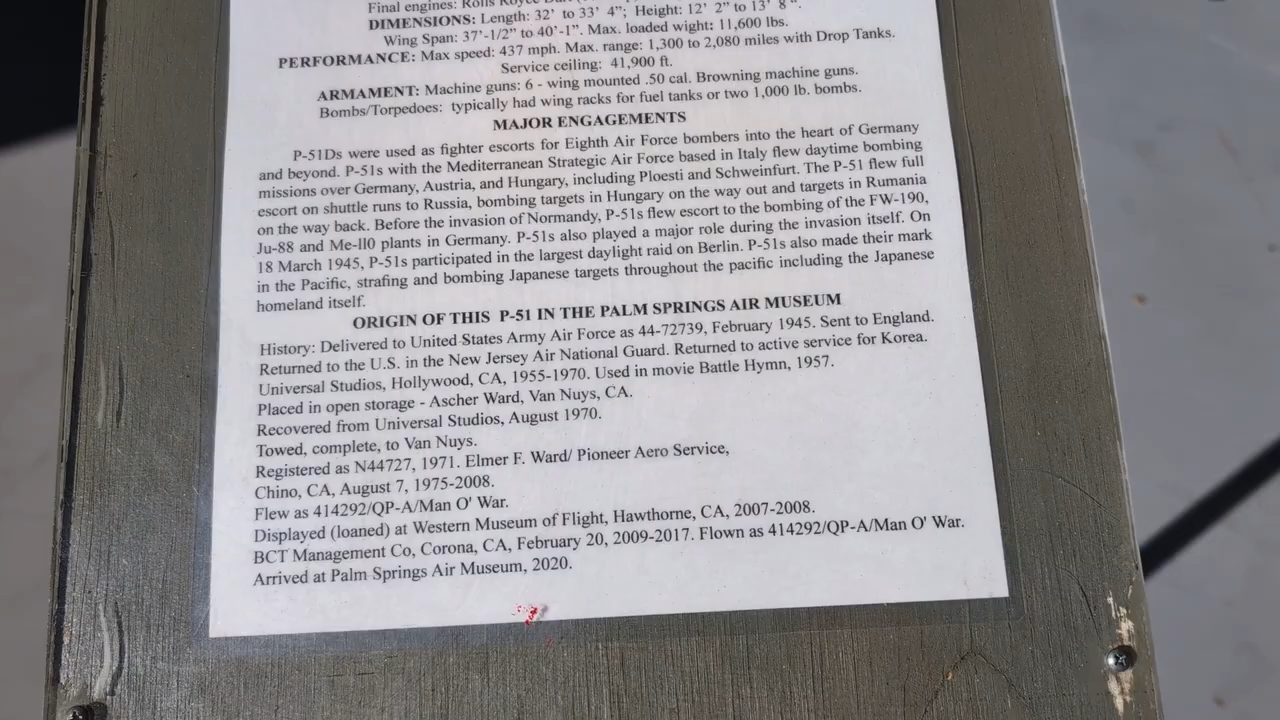 Final engines: Rolls Royce
DIMENSIONS: Length: 32' to 33' 4"; Height: 12' 2" to 13' 8".
Wing Span: 37'-1/2" to 40'-1". Max. loaded wight: 11,600 lbs.
PERFORMANCE: Max speed: 437 mph. Max. range: 1,300 to 2,080 miles with Drop Tanks.
Service ceiling: 41,900 ft.
ARMAMENT: Machine guns: 6 - wing mounted .50 cal. Browning machine guns.
Bombs/Torpedoes: typically had wing racks for fuel tanks or two 1,000 lb. bombs.
MAJOR ENGAGEMENTS
P-51Ds were used as fighter escorts for Eighth Air Force bombers into the heart of Germany
and beyond. P-51s with the Mediterranean Strategic Air Force based in Italy flew daytime bombing
missions over Germany, Austria, and Hungary, including Ploesti and Schweinfurt. The P-51 flew full
escort on shuttle runs to Russia, bombing targets in Hungary on the way out and targets in Rumania
on the way back. Before the invasion of Normandy, P-51s flew escort to the bombing of the FW-190,
Ju-88 and Me-ll0 plants in Germany. P-51s also played a major role during the invasion itself. On
18 March 1945, P-51s participated in the largest daylight raid on Berlin. P-51s also made their mark
in the Pacific, strafing and bombing Japanese targets throughout the pacific including the Japanese
homeland itself.
ORIGIN OF THIS P-51 IN THE PALM SPRINGS AIR MUSEUM
History: Delivered to United States Army Air Force as 44-72739, February 1945. Sent to England.
Returned to the U.S. in the New Jersey Air National Guard. Returned to active service for Korea.
Universal Studios, Hollywood, CA, 1955-1970. Used in movie Battle Hymn, 1957.
Placed in open storage - Ascher Ward, Van Nuys, CA.
Recovered from Universal Studios, August 1970.
Towed, complete, to Van Nuys.
Registered as N44727, 1971. Elmer F. Ward/ Pioneer Aero Service,
Chino, CA, August 7, 1975-2008.
Flew as 414292/QP-A/Man O' War.
Displayed (loaned) at Western Museum of Flight, Hawthorne, CA, 2007-2008.
BCT Management Co, Corona, CA, February 20, 2009-2017. Flown as 414292/QP-A/Man O' War.
Arrived at Palm Springs Air Museum, 2020.